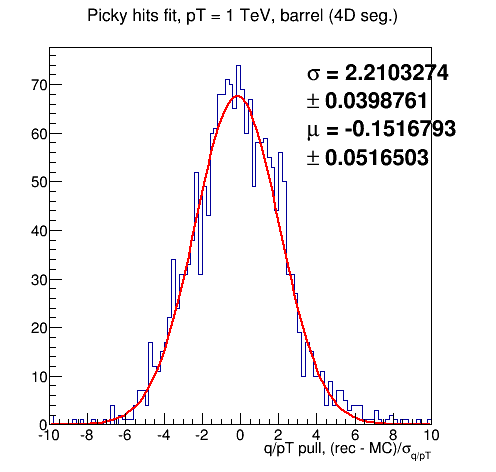 Picky hits fit, pT = 1 TeV, barrel (4D seg.)
σ = 2.2103274
± 0.0398761
μ = -0.1516793
± 0.0516503
70
60
50
40
30
20
10
0
-10 -8 -6 -4 -2 0 2 4 6 8 10
q/pT pull, (rec - MC)/σq/pT